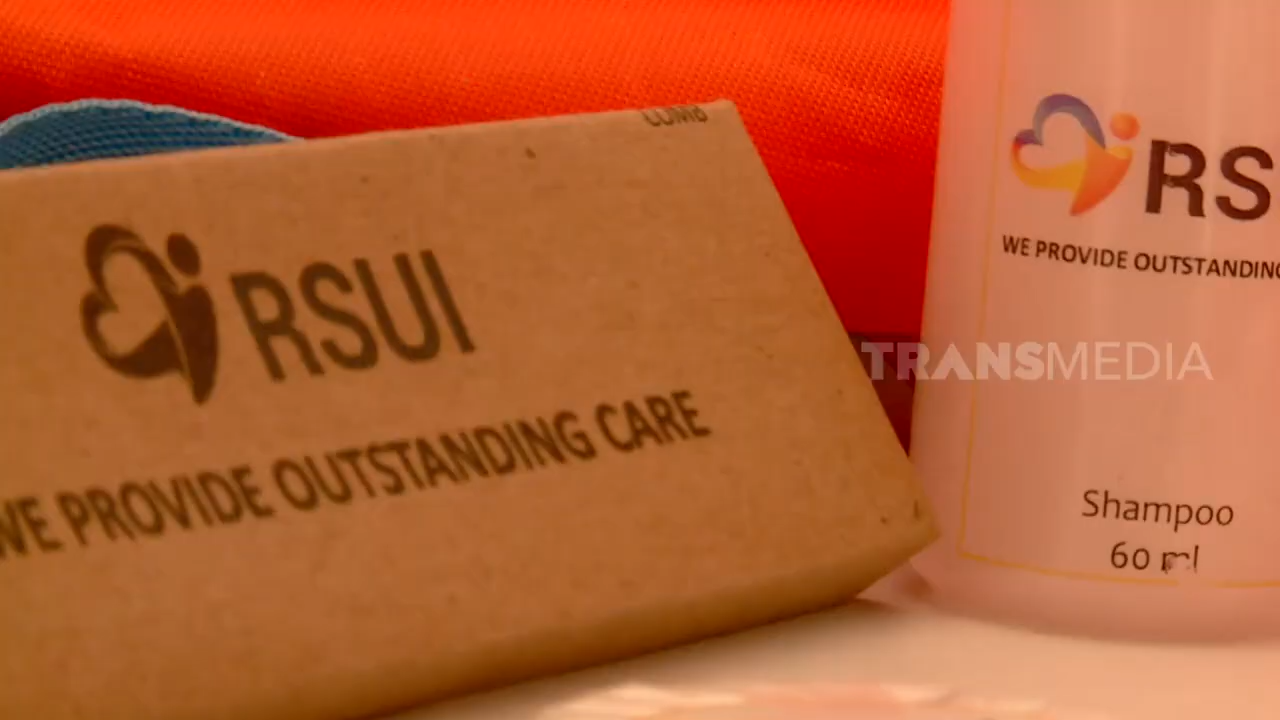 COMB
RSUI
WE PROVIDE OUTSTANDING CARE
RS
WE PROVIDE OUTSTANDING
TRANSMEDIA
Shampoo
60 ml